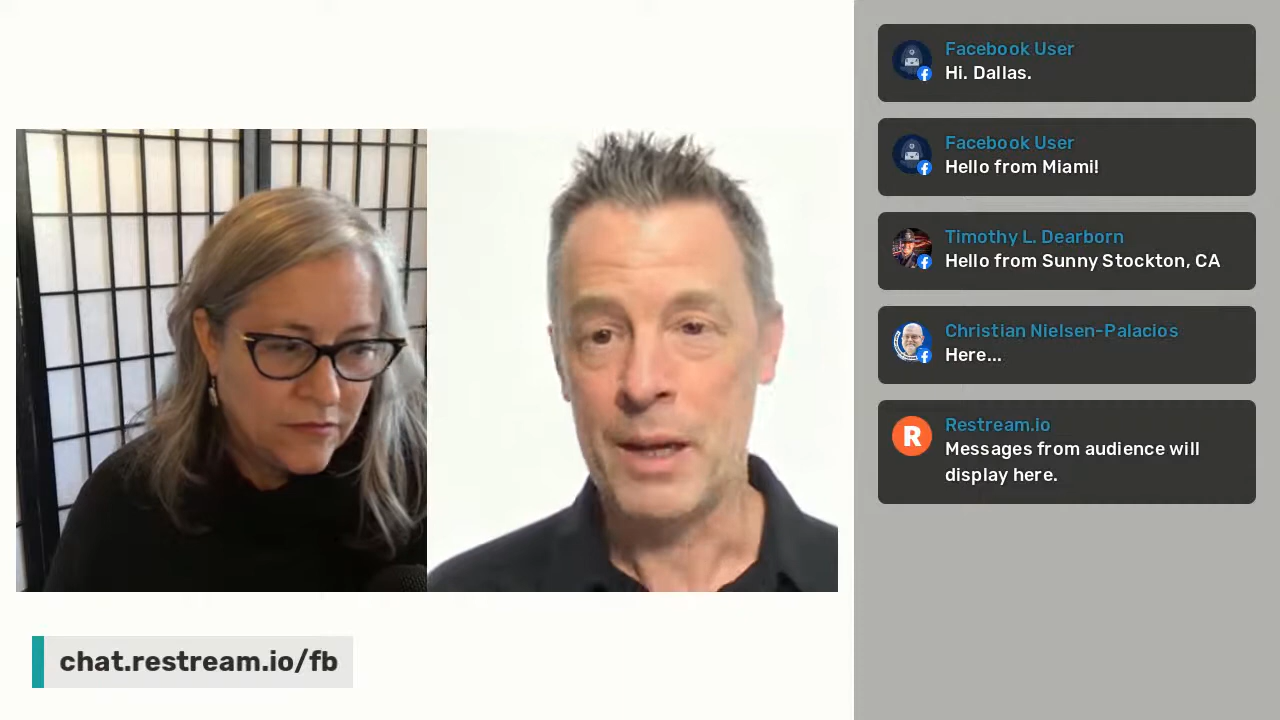 Facebook User
Hi. Dallas.
Facebook User
Hello from Miami!
Timothy L. Dearborn
Hello from Sunny Stockton, CA
Christian Nielsen-Palacios
Here...
R
Restream.io
Messages from audience will
display here.
chat.restream.io/fb